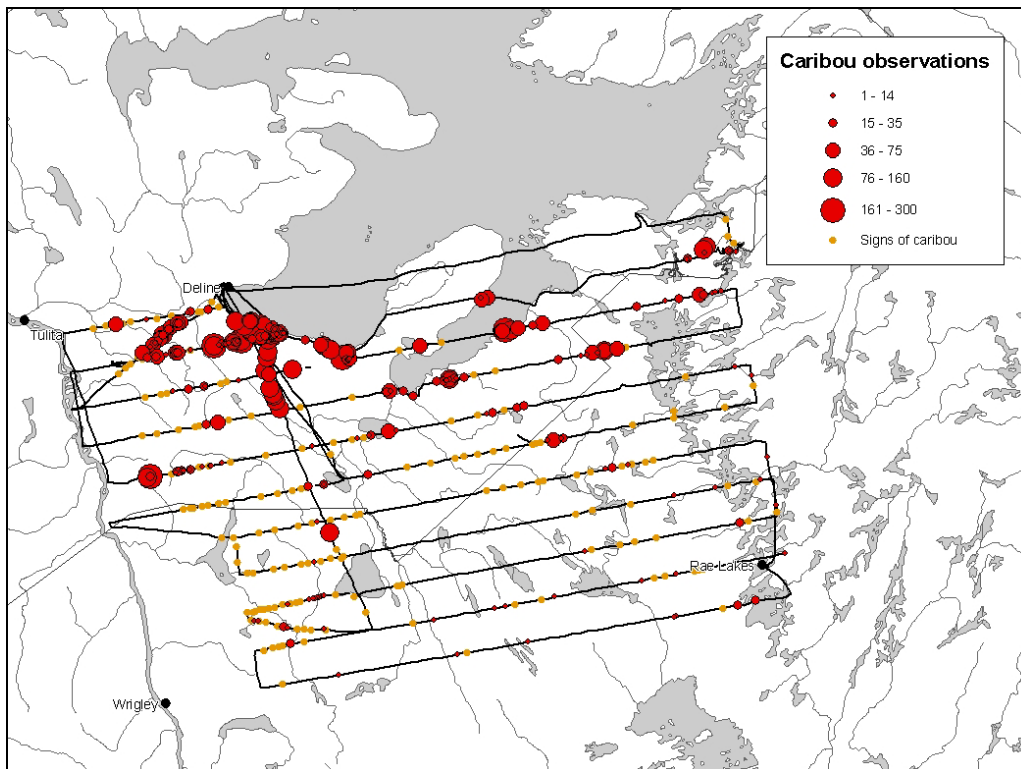 Caribou observations
1 - 14
15 - 35
36 - 75
76 - 160
161 - 300
Signs of caribou
Deline
Tulita
Rae Lakes
Wrigley